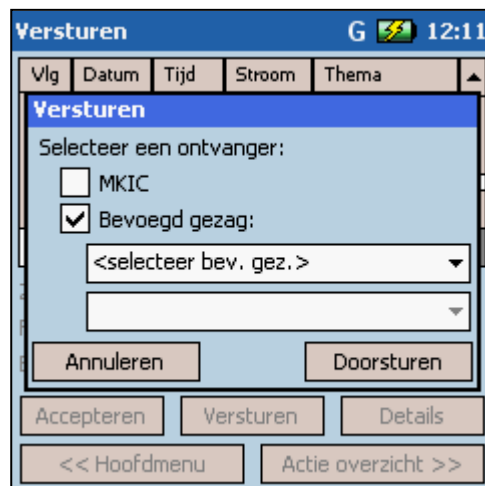 Versturen G 12:11
Vlg Datum Tijd Stroom Thema
Versturen
Selecteer een ontvanger:
MKIC
Bevoegd gezag:
<selecteer bev. gez.>
Annuleren Doorsturen
Accepteren Versturen Details
<< Hoofdmenu Actie overzicht >>